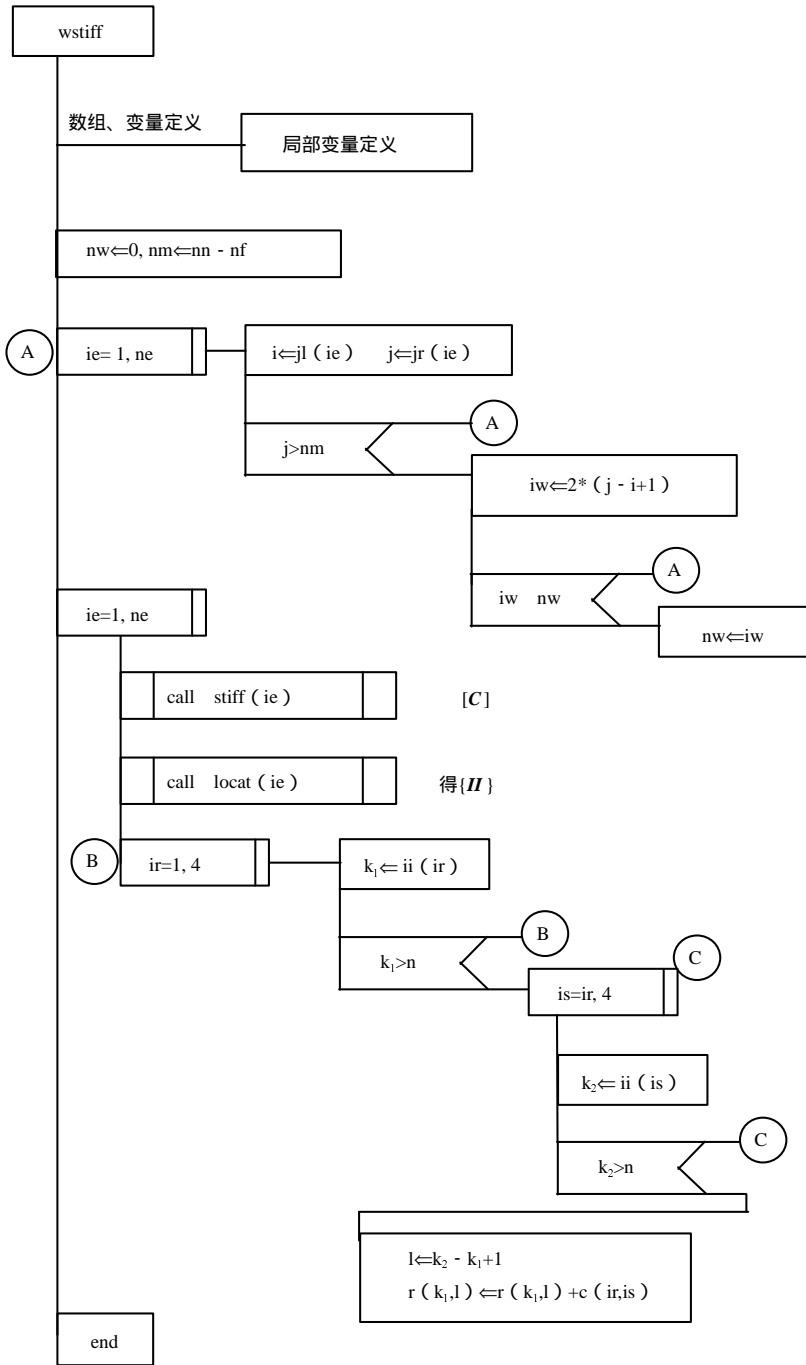 wstiff
数组、变量定义
局部变量定义
nw⇐0, nm⇐nn - nf
A
ie= 1, ne
i⇐jl（ie） j⇐jr（ie）
j>nm
A
iw⇐2*（j - i+1）
iw nw
A
nw⇐iw
ie=1, ne
call stiff（ie）
[C]
call locat（ie）
得{II}
B
ir=1, 4
k₁⇐ ii（ir）
k₁>n
B
is=ir, 4
C
k₂⇐ ii（is）
k₂>n
C
l⇐k₂ - k₁+1
r（k₁,l）⇐r（k₁,l）+c（ir,is）
end